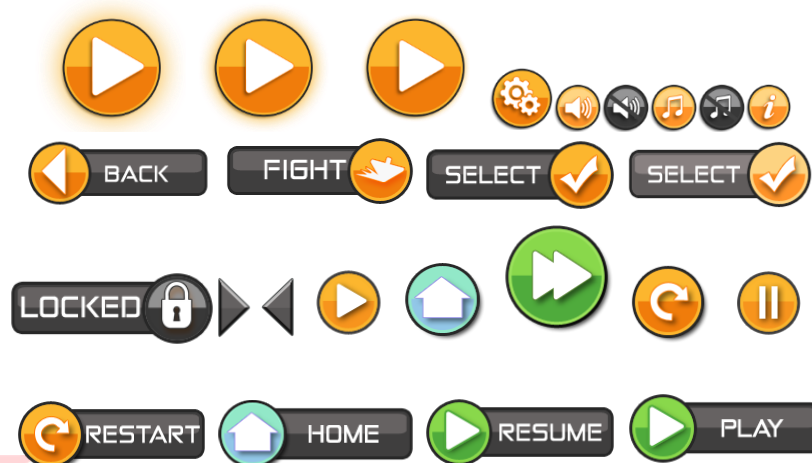 BACK
FIGHT
SELECT
SELECT
LOCKED
RESTART
HOME
RESUME
PLAY